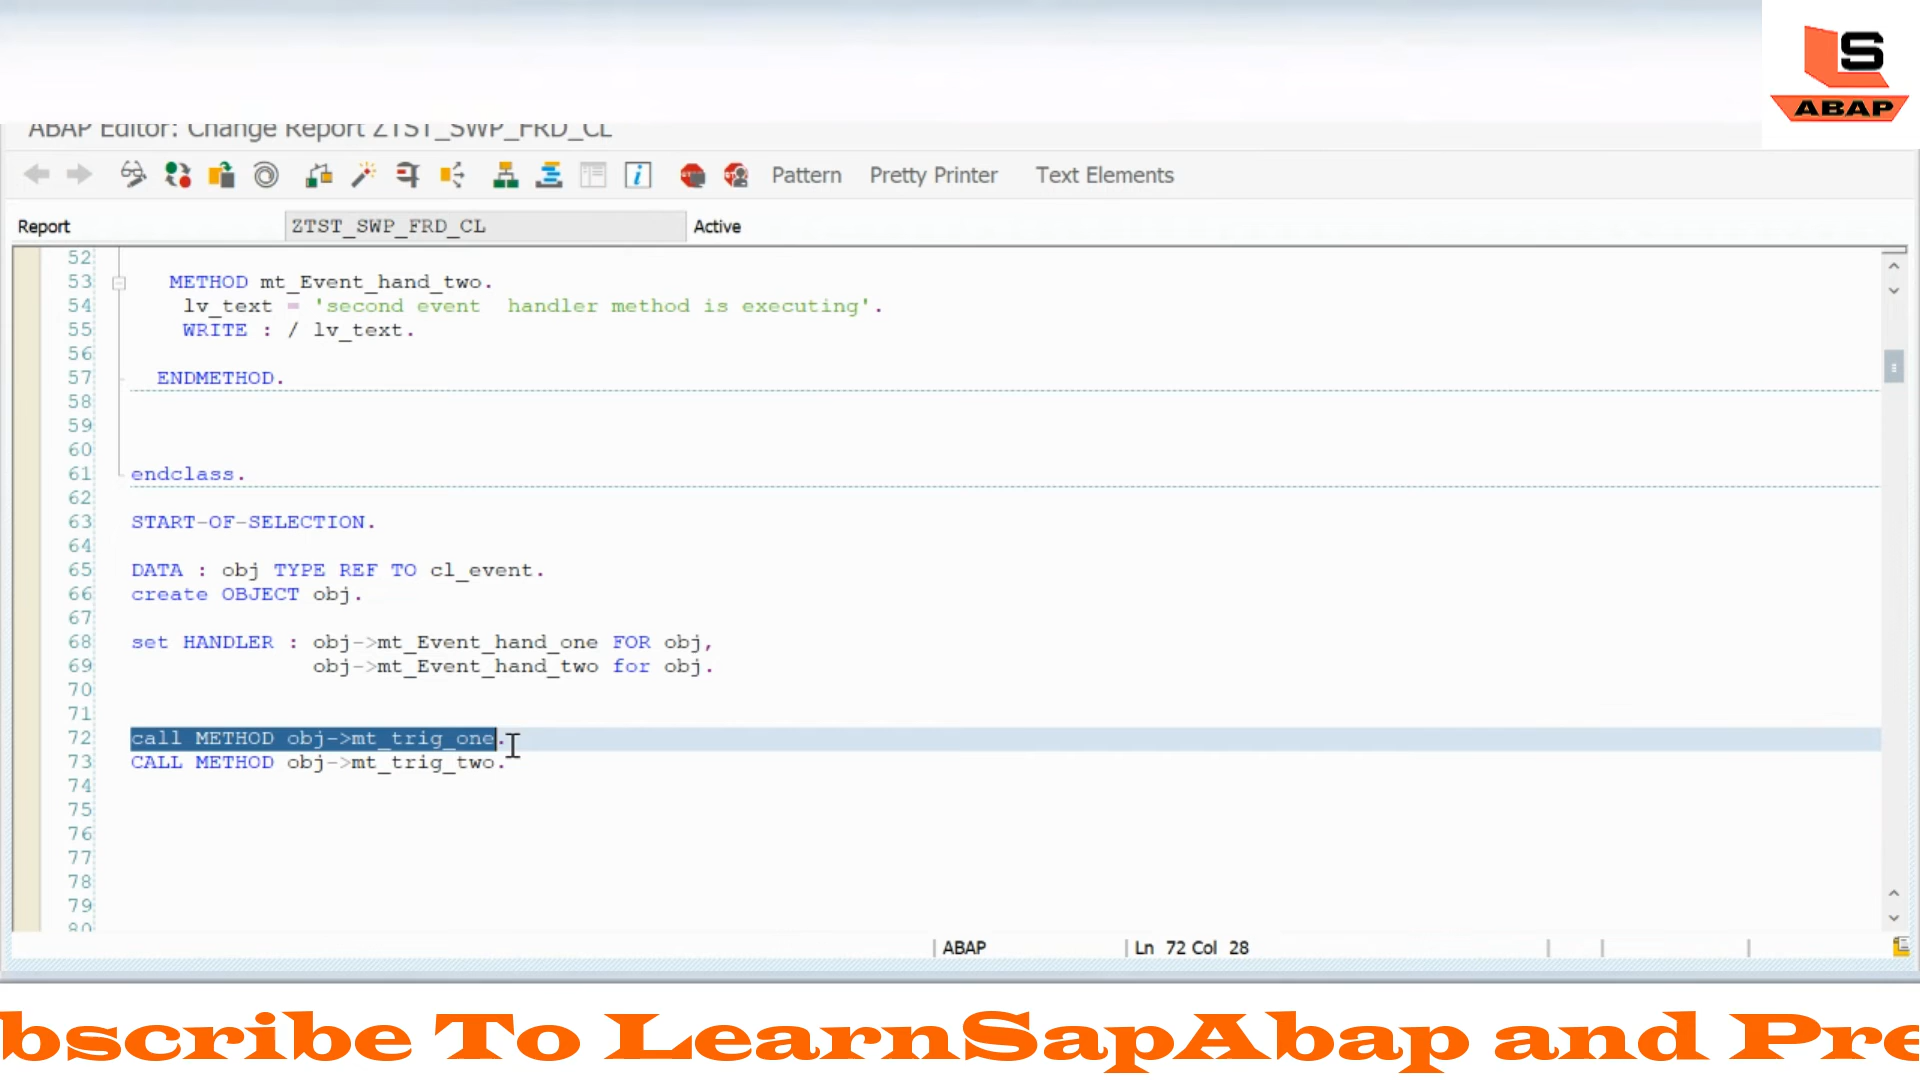 S
ABAP
ABAP Editor: Change Report ZTST_SWP_FRD_CL
Pattern Pretty Printer Text Elements
Report ZTST_SWP_FRD_CL Active
52
53 METHOD mt_Event_hand_two.
54 lv_text = 'second event  handler method is executing'.
55 WRITE : / lv_text.
56
57 ENDMETHOD.
58
59
60
61 endclass.
62
63 START-OF-SELECTION.
64
65 DATA : obj TYPE REF TO cl_event.
66 create OBJECT obj.
67
68 set HANDLER : obj->mt_Event_hand_one FOR obj,
69 obj->mt_Event_hand_two for obj.
70
71
72 call METHOD obj->mt_trig_one.
73 CALL METHOD obj->mt_trig_two.
74
75
76
77
78
79
80
ABAP Ln 72 Col 28
bscribe To LearnSapAbap and Pre